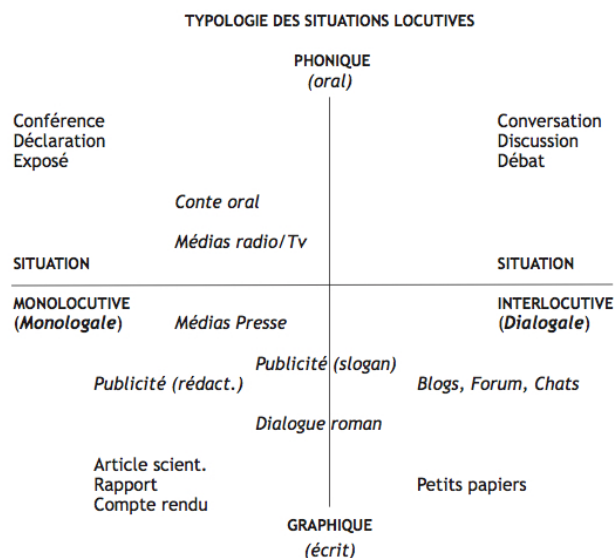 TYPOLOGIE DES SITUATIONS LOCUTIVES
PHONIQUE
(oral)
Conférence
Déclaration
Exposé
Conversation
Discussion
Débat
Conte oral
Médias radio/Tv
SITUATION
SITUATION
MONOLOCUTIVE
(Monologale)
INTERLOCUTIVE
(Dialogale)
Médias Presse
Publicité (slogan)
Publicité (rédact.)
Blogs, Forum, Chats
Dialogue roman
Article scient.
Rapport
Compte rendu
Petits papiers
GRAPHIQUE
(écrit)